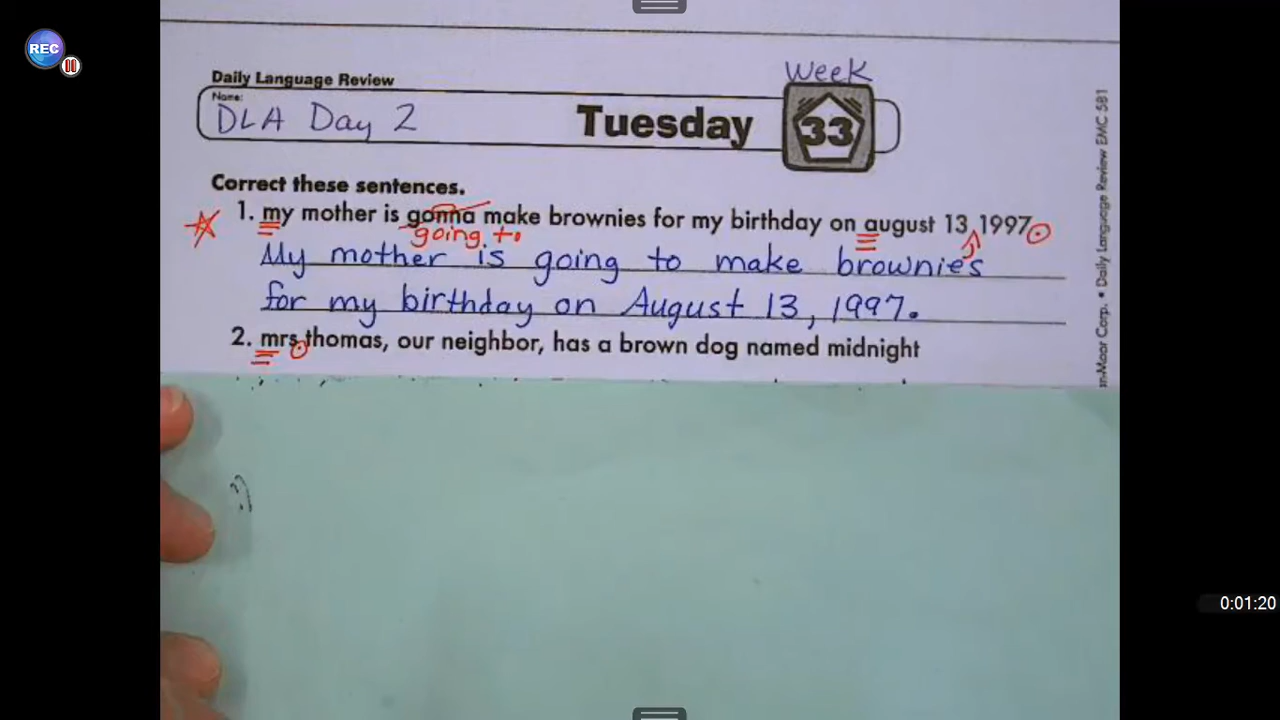 REC
Week
Daily Language Review
Name:
DLA Day 2
Tuesday
33
Correct these sentences.
1. my mother is gonna make brownies for my birthday on august 13 , 1997 .
going to
My mother is going to make brownies
for my birthday on August 13, 1997.
2. mrs . thomas, our neighbor, has a brown dog named midnight
Corp. • Daily Language Review EMC 581
0:01:20